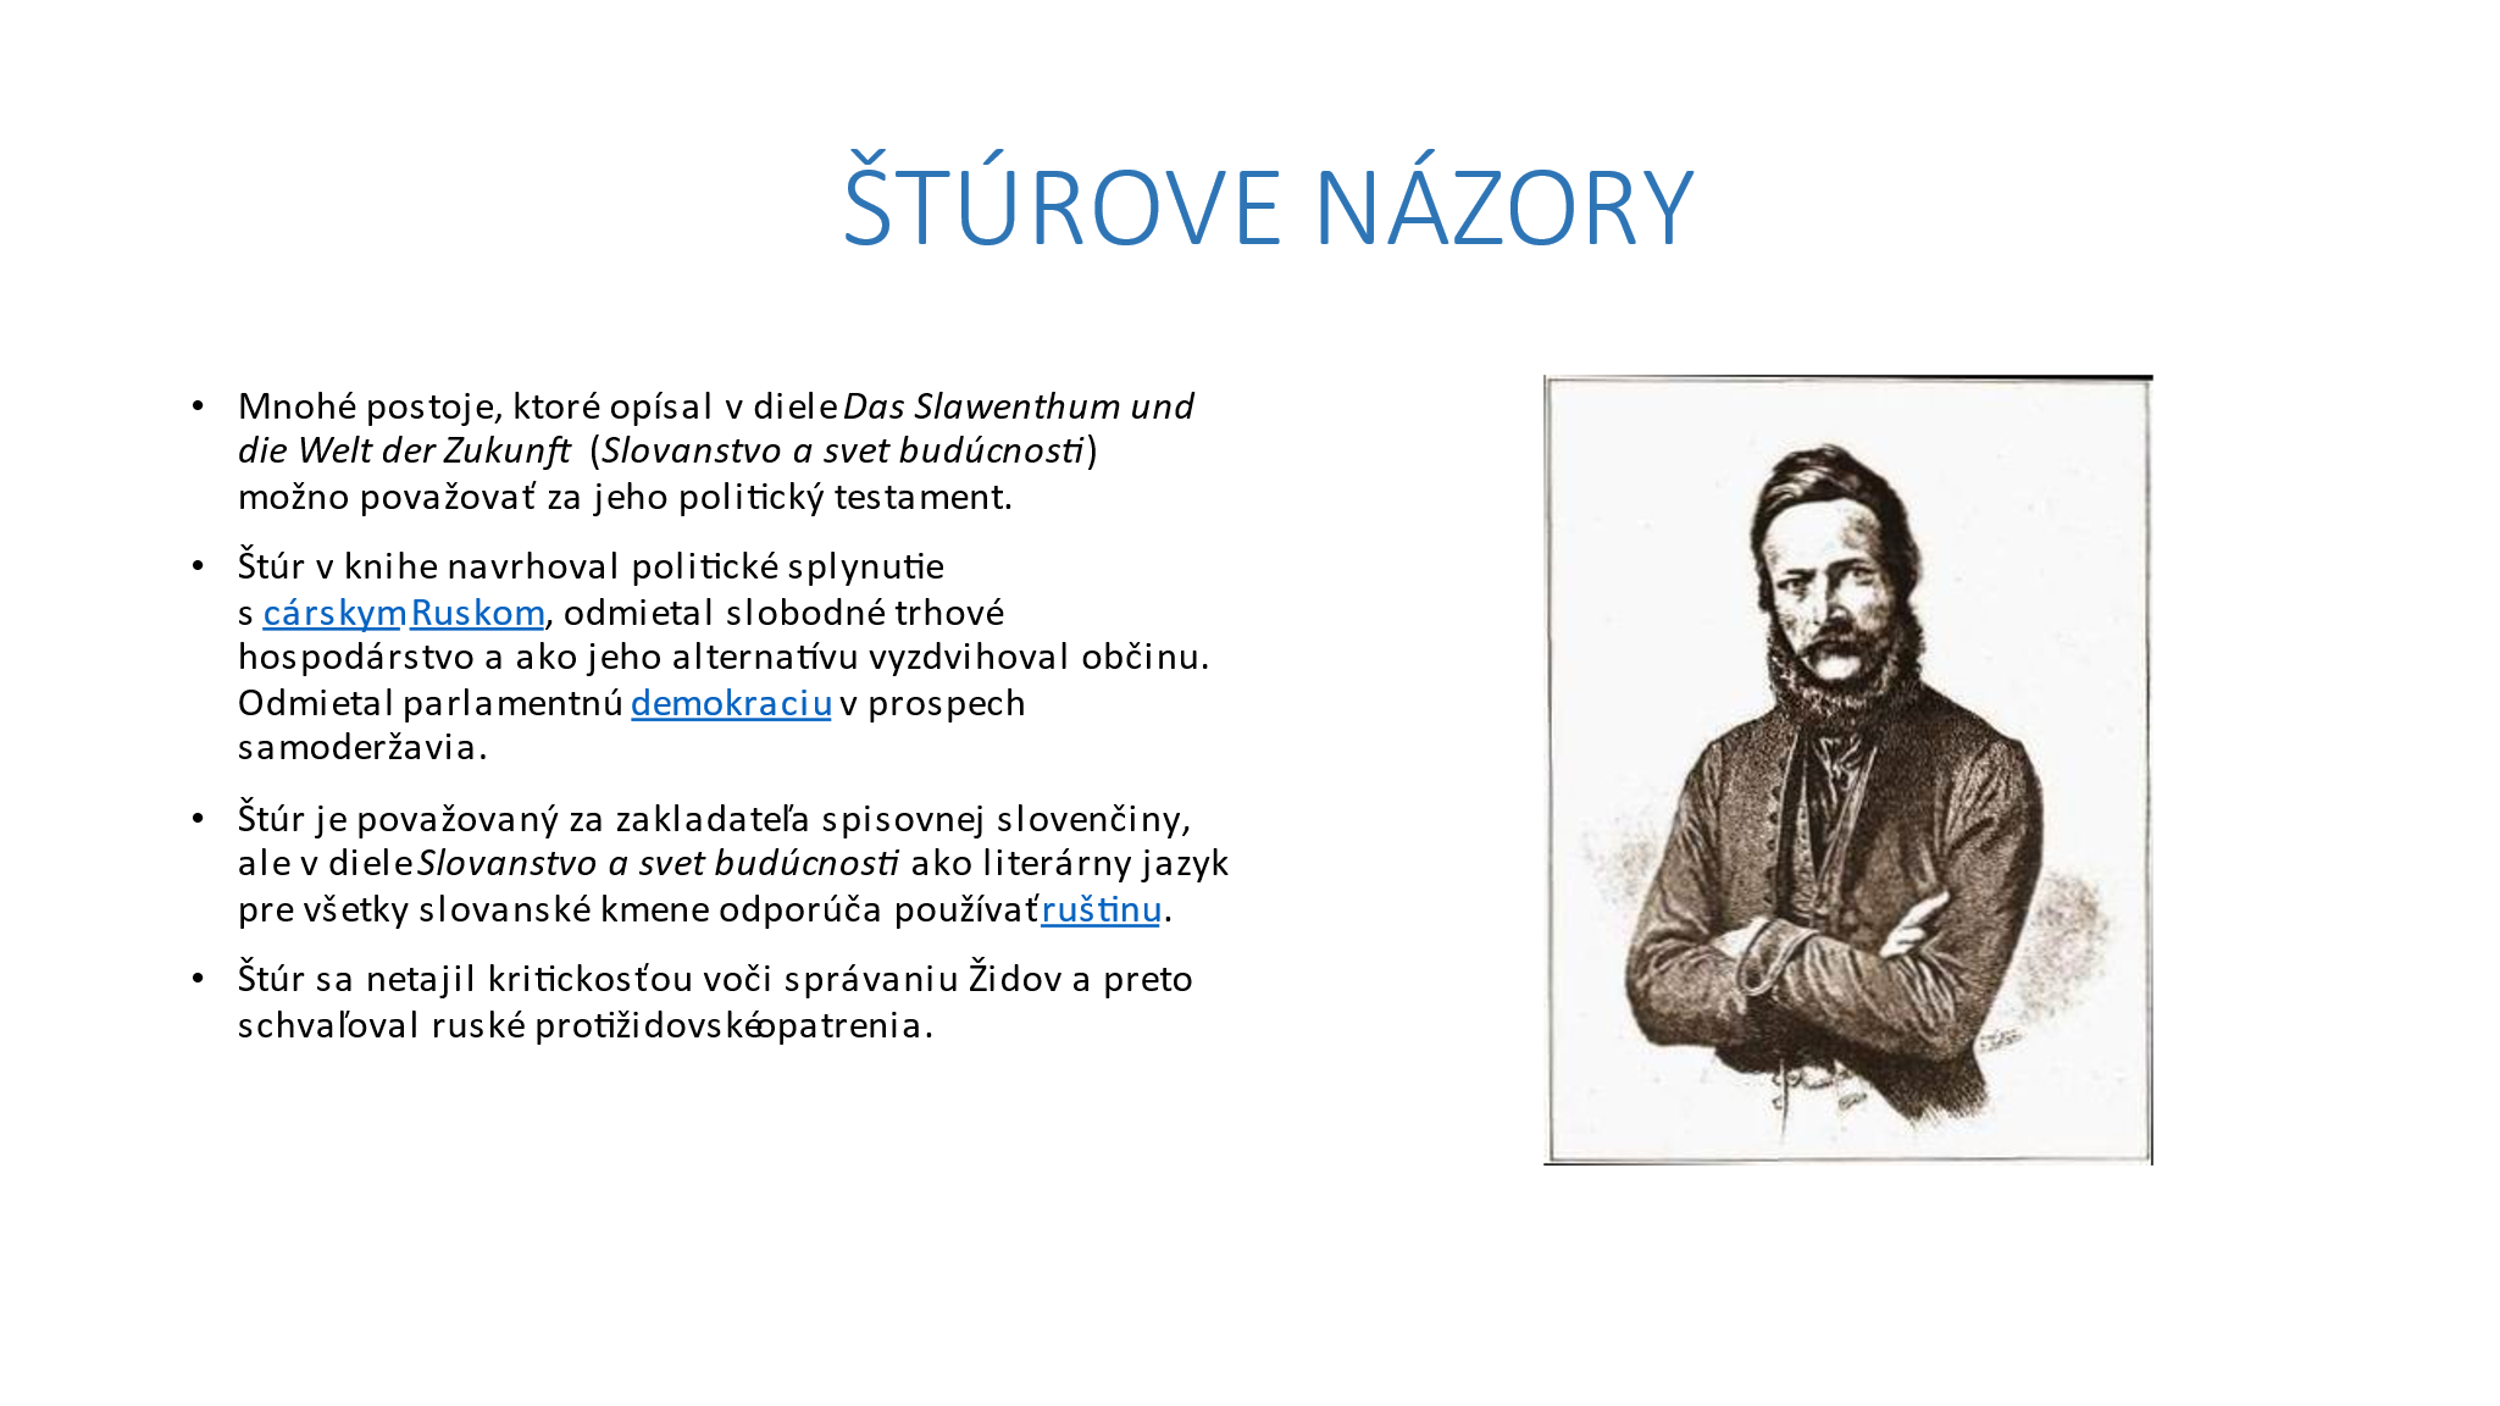 ŠTÚROVE NÁZORY
• Mnohé postoje, ktoré opísal v diele Das Slawenthum und
die Welt der Zukunft (Slovanstvo a svet budúcnosti)
možno považovať za jeho politický testament.
• Štúr v knihe navrhoval politické splynutie
s cárskym Ruskom, odmietal slobodné trhové
hospodárstvo a ako jeho alternatívu vyzdvihoval občinu.
Odmietal parlamentnú demokraciu v prospech
samoderžavia.
• Štúr je považovaný za zakladateľa spisovnej slovenčiny,
ale v diele Slovanstvo a svet budúcnosti ako literárny jazyk
pre všetky slovanské kmene odporúča používať ruštinu.
• Štúr sa netajil kritickosťou voči správaniu Židov a preto
schvaľoval ruské protižidovské opatrenia.